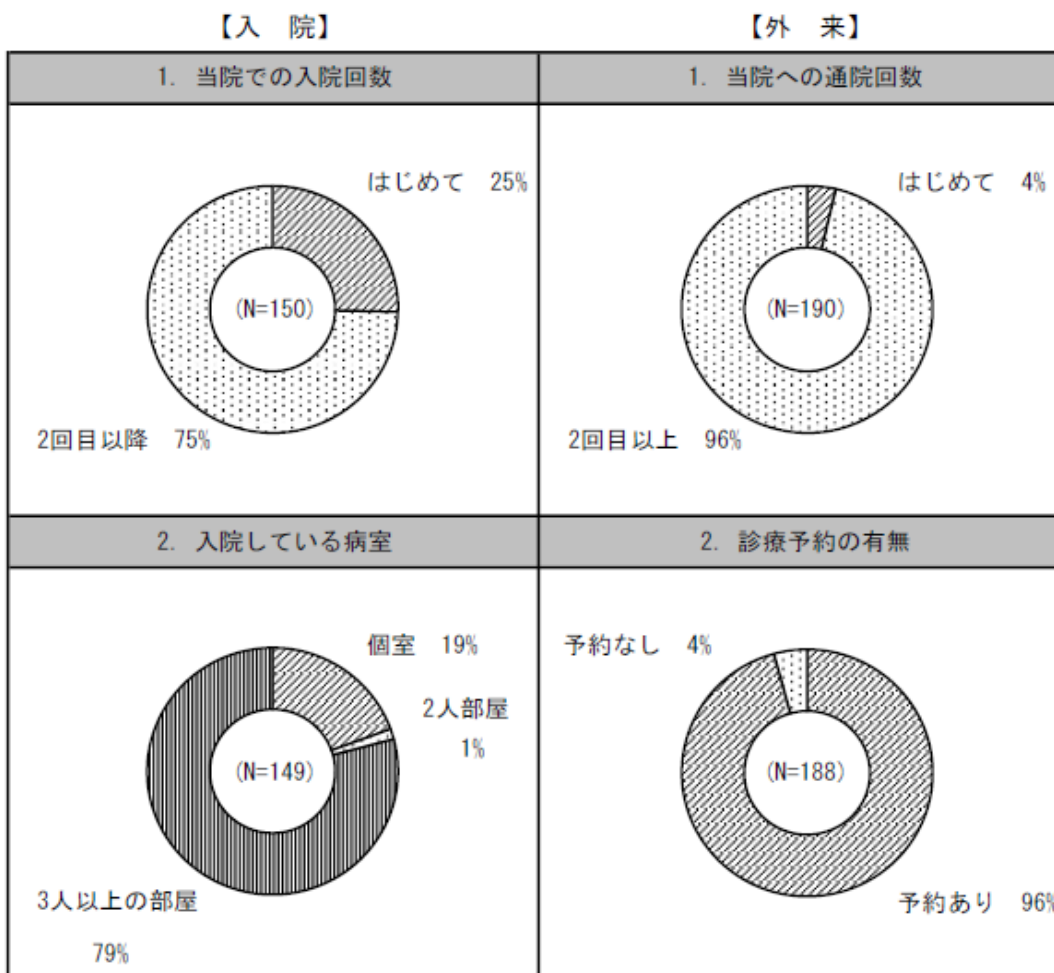 【入　院】
【外　来】
1. 当院での入院回数
1. 当院への通院回数
はじめて 25%
(N=150)
2回目以降 75%
はじめて 4%
(N=190)
2回目以上 96%
2. 入院している病室
2. 診療予約の有無
個室 19%
2人部屋
1%
(N=149)
3人以上の部屋
79%
予約なし 4%
(N=188)
予約あり 96%